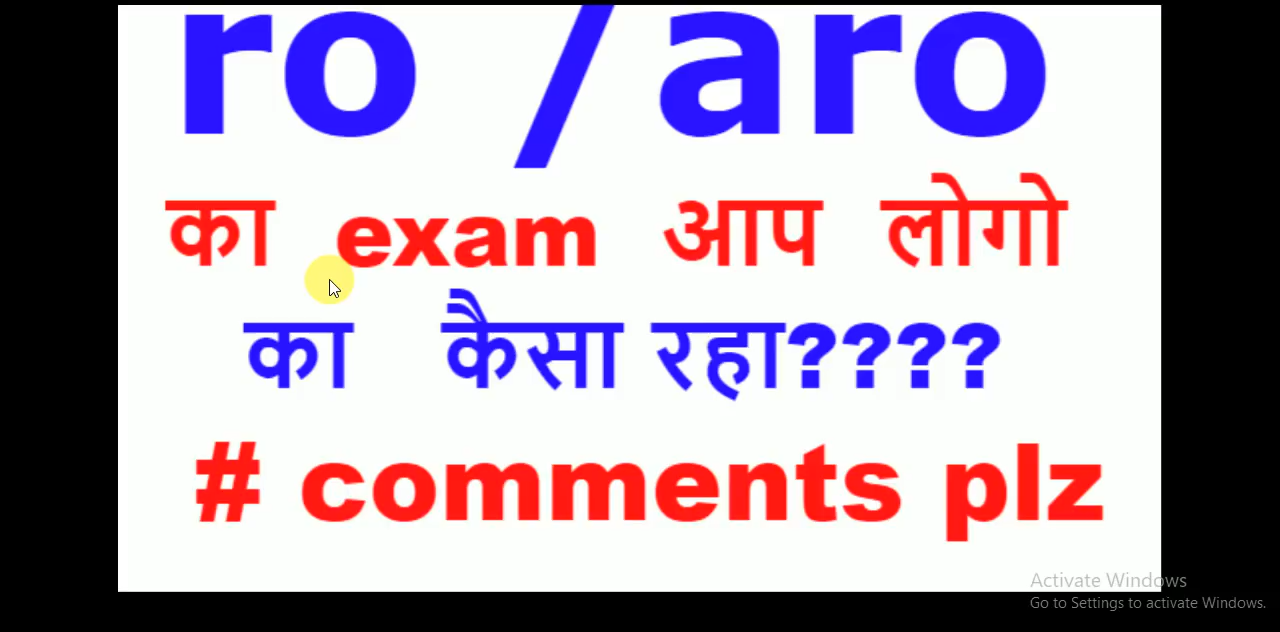 ro /aro
का exam आप लोगो
का कैसा रहा????
# comments plz
Activate Windows
Go to Settings to activate Windows.